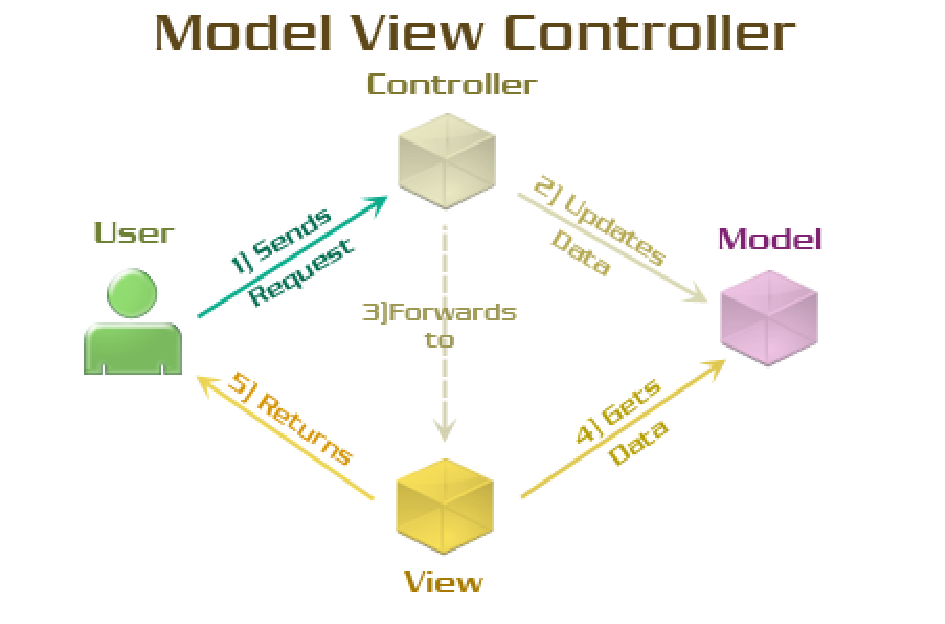 Model View Controller
Controller
User
1) Sends
Request
2) Updates
Data
Model
3)Forwards
to
4) Gets
Data
5) Returns
View